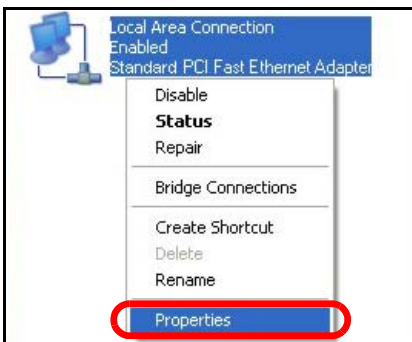 Local Area Connection
Enabled
Standard PCI Fast Ethernet Adapter
Disable
Status
Repair
Bridge Connections
Create Shortcut
Delete
Rename
Properties